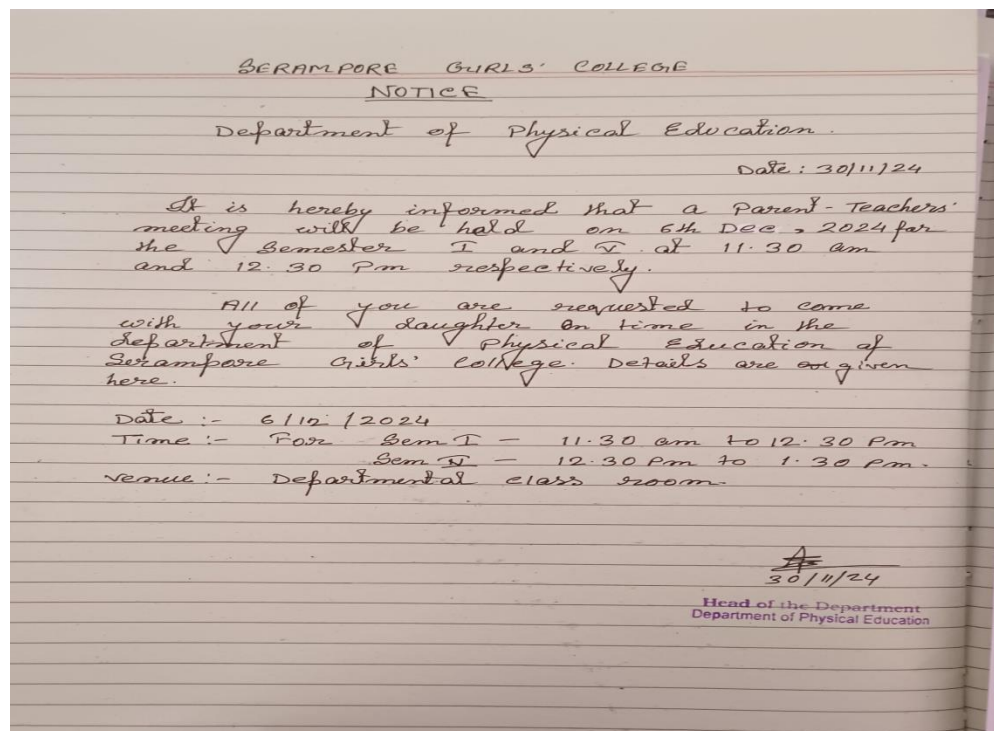 SERAMPORE GIRLS' COLLEGE
NOTICE
Department of Physical Education.
Date : 30/11/24
It is hereby informed that a Parent-Teachers'
meeting will be held on 6th Dec, 2024 for
the Semester I and V at 11.30 am
and 12.30 Pm respectively.
All of you are requested to come
with your daughter on time in the
department of Physical Education of
Serampore Girls' College. Details are given
here.
Date :- 6/12/2024
Time :- For Sem I - 11.30 am to 12.30 Pm
Sem V - 12.30 Pm to 1.30 Pm.
Venue :- Departmental class room.
30/11/24
Head of the Department
Department of Physical Education